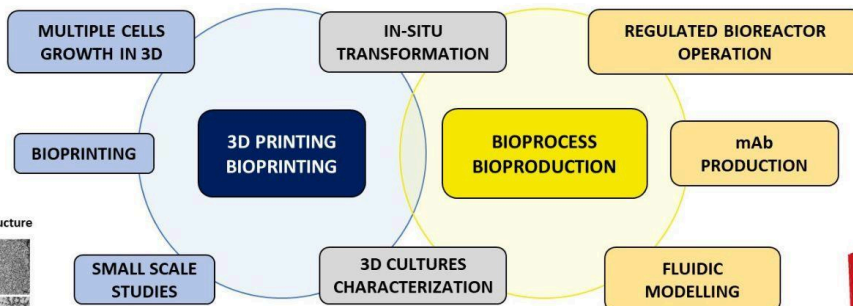 MULTIPLE CELLS
GROWTH IN 3D
IN-SITU
TRANSFORMATION
REGULATED BIOREACTOR
OPERATION
BIOPRINTING
3D PRINTING
BIOPRINTING
BIOPROCESS
BIOPRODUCTION
mAb
PRODUCTION
SMALL SCALE
STUDIES
3D CULTURES
CHARACTERIZATION
FLUIDIC
MODELLING